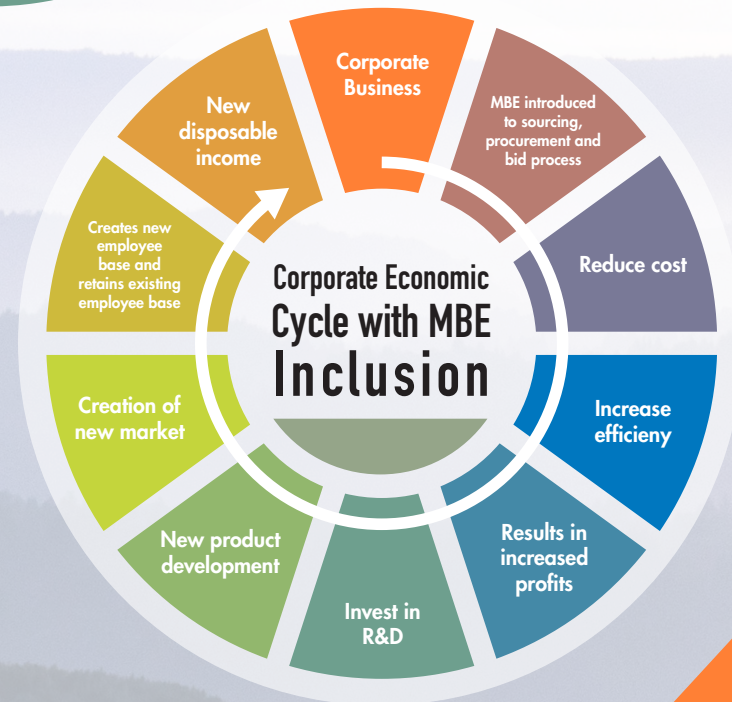 Corporate
Business
MBE introduced
to sourcing,
procurement and
bid process
Reduce cost
Increase
efficieny
Results in
increased
profits
Invest in
R&D
New product
development
Creation of
new market
Creates new
employee
base and
retains existing
employee base
New
disposable
income
Corporate Economic
Cycle with MBE
Inclusion